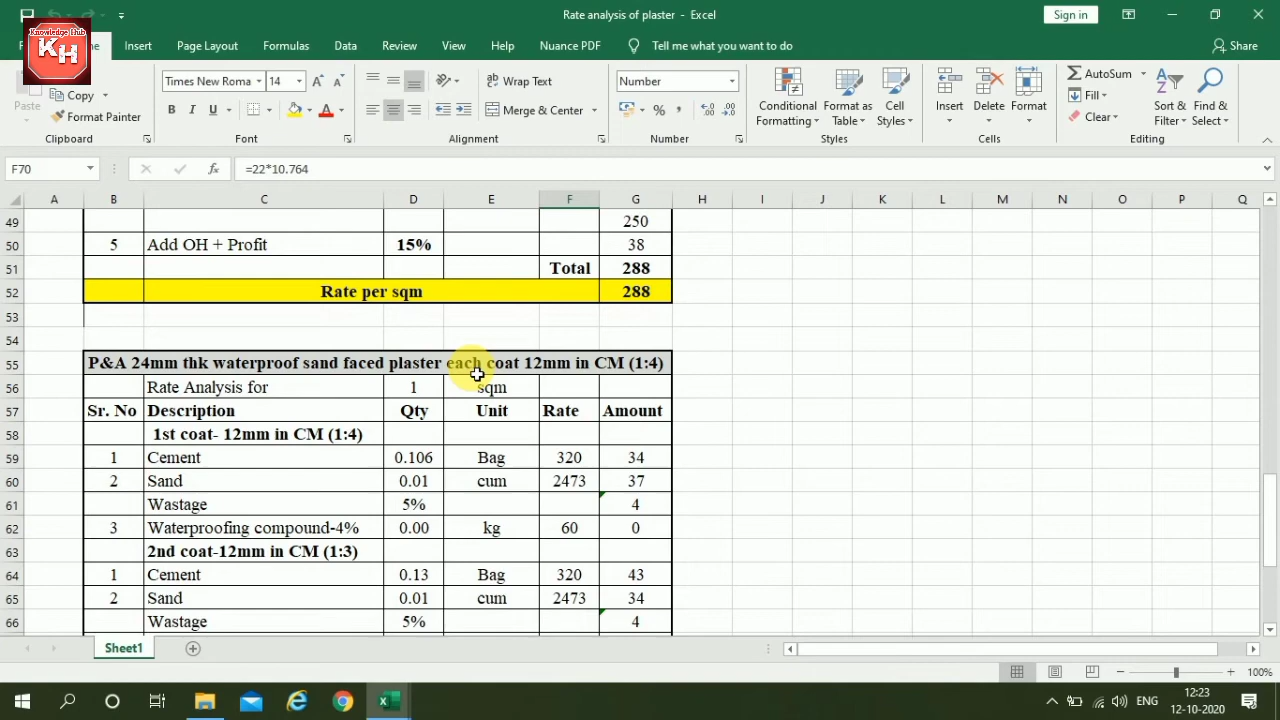 Rate analysis of plaster - Excel
Sign in
Knowledge Hub
KH
Insert
Page Layout
Formulas
Data
Review
View
Help
Nuance PDF
Tell me what you want to do
Share
Paste
Copy
Format Painter
Clipboard
Times New Roma
14
B I U
Font
Wrap Text
Merge & Center
Alignment
Number
% ,
Number
Conditional Formatting
Format as Table
Cell Styles
Styles
Insert
Delete
Format
Cells
AutoSum
Fill
Clear
Sort & Filter
Find & Select
Editing
F70
fx
=22*10.764
A B C D E F G H I J K L M N O P Q
49 250
50 5 Add OH + Profit 15% 38
51 Total 288
52 Rate per sqm 288
53
54
55 P&A 24mm thk waterproof sand faced plaster each coat 12mm in CM (1:4)
56 Rate Analysis for 1 sqm
57 Sr. No Description Qty Unit Rate Amount
58 1st coat- 12mm in CM (1:4)
59 1 Cement 0.106 Bag 320 34
60 2 Sand 0.01 cum 2473 37
61 Wastage 5% 4
62 3 Waterproofing compound-4% 0.00 kg 60 0
63 2nd coat-12mm in CM (1:3)
64 1 Cement 0.13 Bag 320 43
65 2 Sand 0.01 cum 2473 34
66 Wastage 5% 4
Sheet1
100%
ENG
12:23
12-10-2020